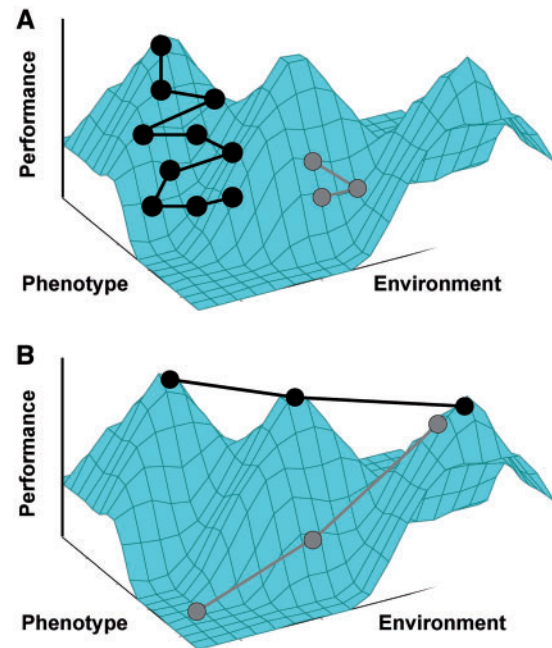 A
Performance
Phenotype
Environment
B
Performance
Phenotype
Environment